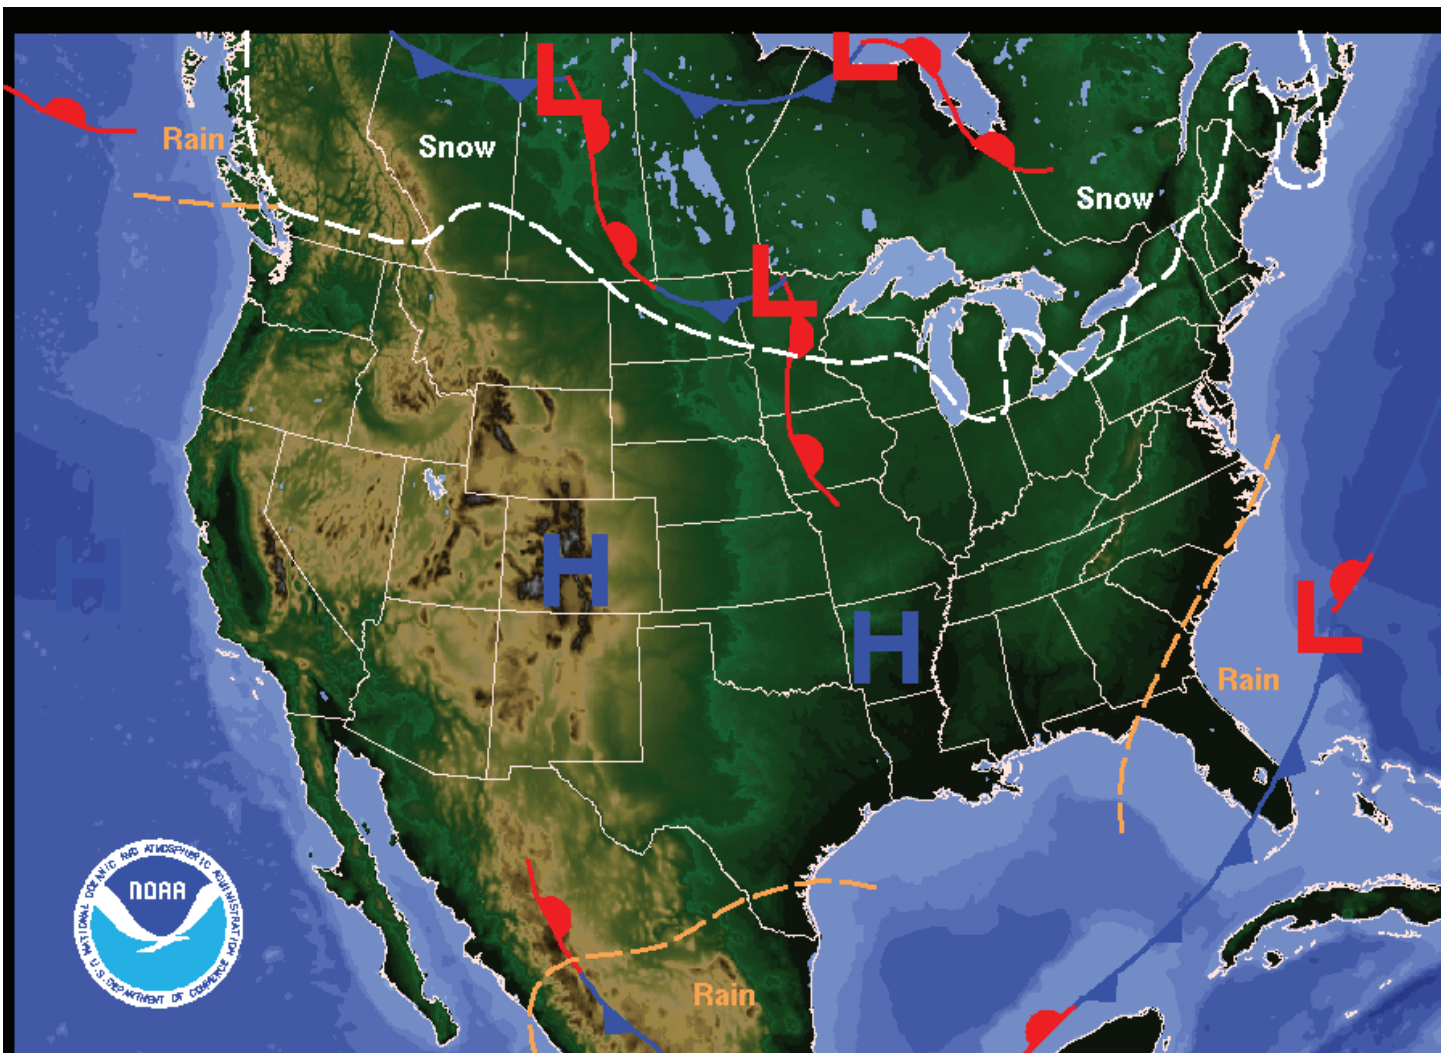 L
L
Rain
Snow
Snow
L
H
H
H
L
Rain
NATIONAL OCEANIC AND ATMOSPHERIC ADMINISTRATION
NOAA
U.S. DEPARTMENT OF COMMERCE
Rain